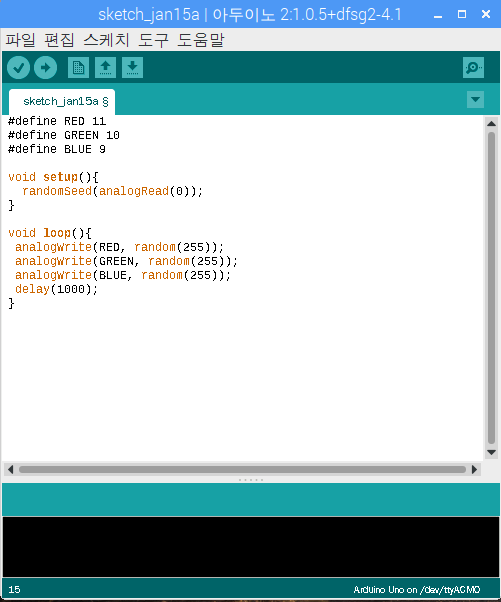 sketch_jan15a | 아두이노 2:1.0.5+dfsg2-4.1
파일 편집 스케치 도구 도움말
sketch_jan15a §
#define RED 11
#define GREEN 10
#define BLUE 9
void setup(){
  randomSeed(analogRead(0));
}
void loop(){
 analogWrite(RED, random(255));
 analogWrite(GREEN, random(255));
 analogWrite(BLUE, random(255));
 delay(1000);
}
15
Arduino Uno on /dev/ttyACM0